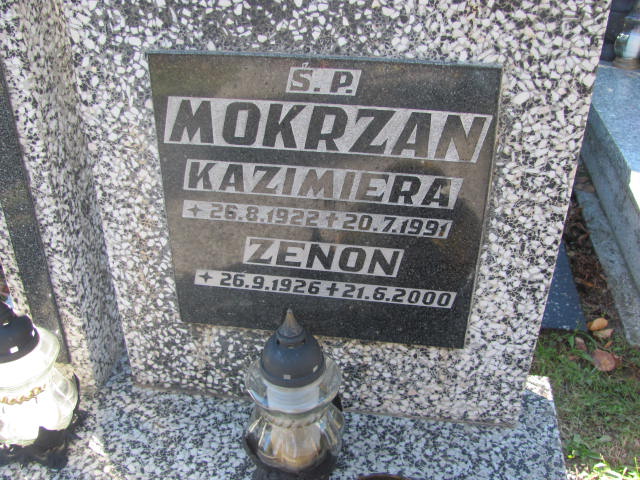 Ś. P.
MOKRZAN
KAZIMIERA
✦ 26.8.1922 ✝ 20.7.1991
ZENON
✦ 26.9.1926 ✝ 21.6.2000